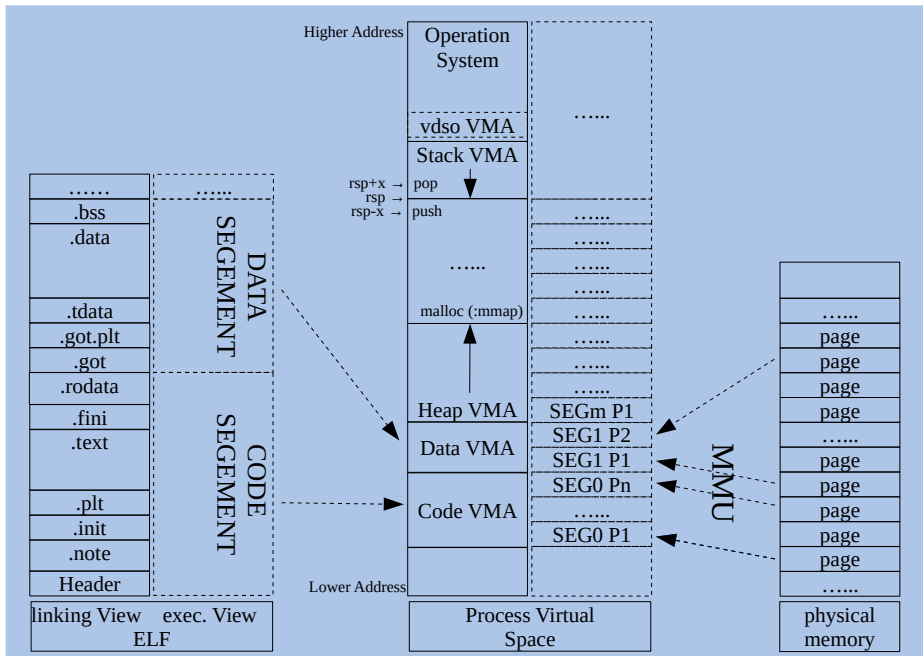 Higher Address
Operation
System
vdso VMA
Stack VMA
rsp+x → pop
rsp →
rsp-x → push
…...
malloc (:mmap)
Heap VMA
Data VMA
Code VMA
Lower Address
Process Virtual
Space
…...
…...
…...
…...
…...
…...
…...
…...
…...
SEGm P1
SEG1 P2
SEG1 P1
SEG0 Pn
…...
SEG0 P1
……
.bss
.data
.tdata
.got.plt
.got
.rodata
.fini
.text
.plt
.init
.note
Header
…...
DATA
SEGEMENT
CODE
SEGEMENT
linking View exec. View
ELF
MMU
…...
page
page
page
page
…...
page
page
page
page
page
…...
physical
memory